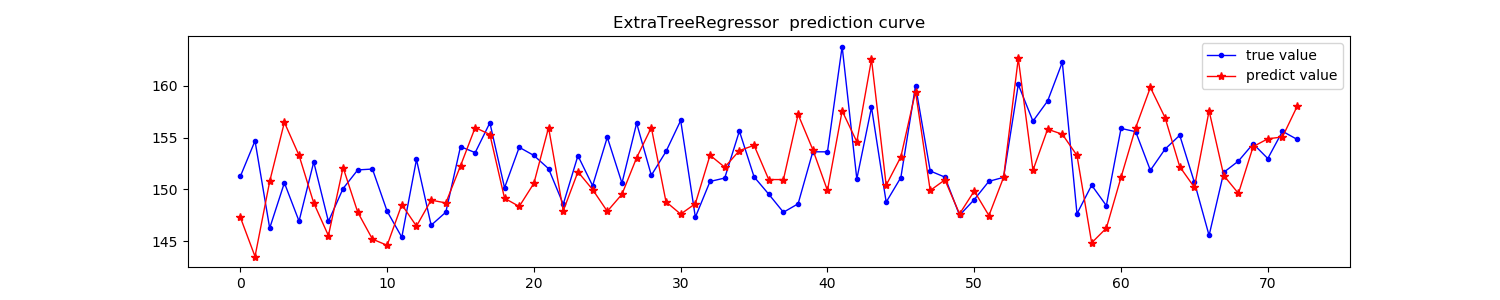 ExtraTreeRegressor  prediction curve
true value
predict value
160
155
150
145
0 10 20 30 40 50 60 70